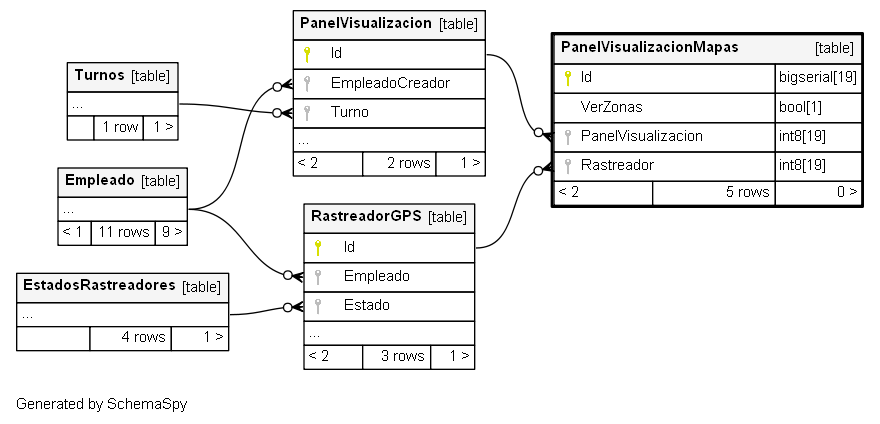 PanelVisualizacion [table]
Id
EmpleadoCreador
Turno
...
< 2 2 rows 1 >
PanelVisualizacionMapas [table]
Id bigserial[19]
VerZonas bool[1]
PanelVisualizacion int8[19]
Rastreador int8[19]
< 2 5 rows 0 >
Turnos [table]
...
1 row 1 >
Empleado [table]
...
< 1 11 rows 9 >
RastreadorGPS [table]
Id
Empleado
Estado
...
< 2 3 rows 1 >
EstadosRastreadores [table]
...
4 rows 1 >
Generated by SchemaSpy